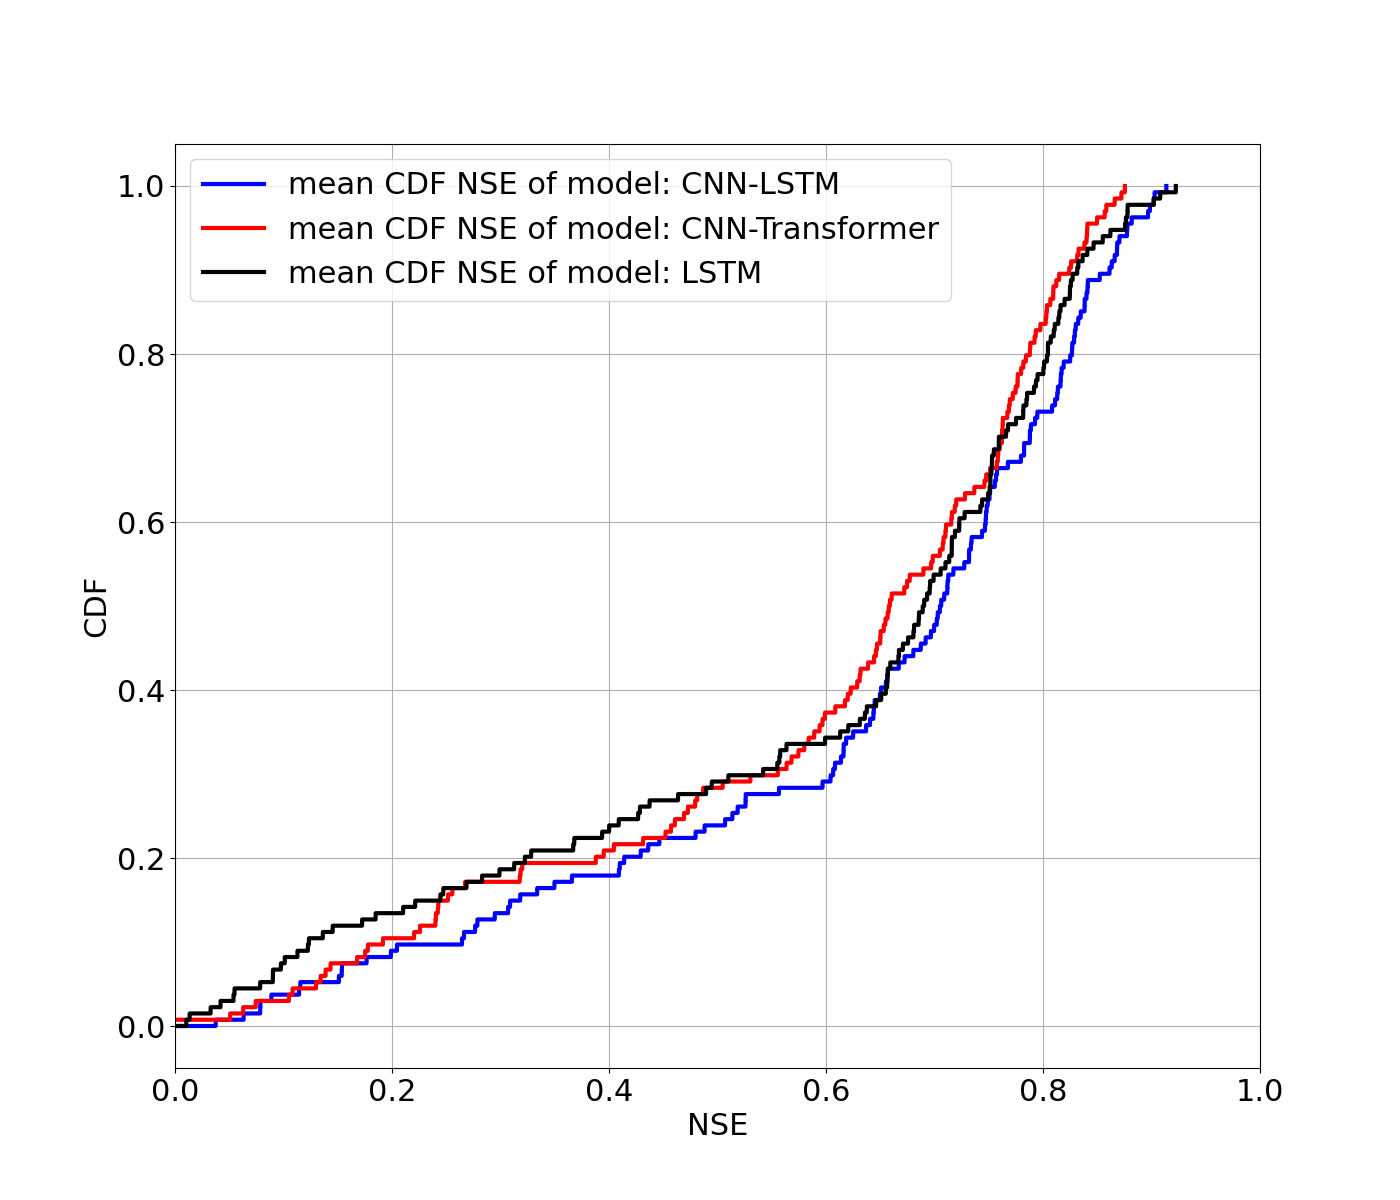 mean CDF NSE of model: CNN-LSTM
mean CDF NSE of model: CNN-Transformer
mean CDF NSE of model: LSTM
1.0
0.8
0.6
0.4
0.2
0.0
CDF
0.0 0.2 0.4 0.6 0.8 1.0
NSE